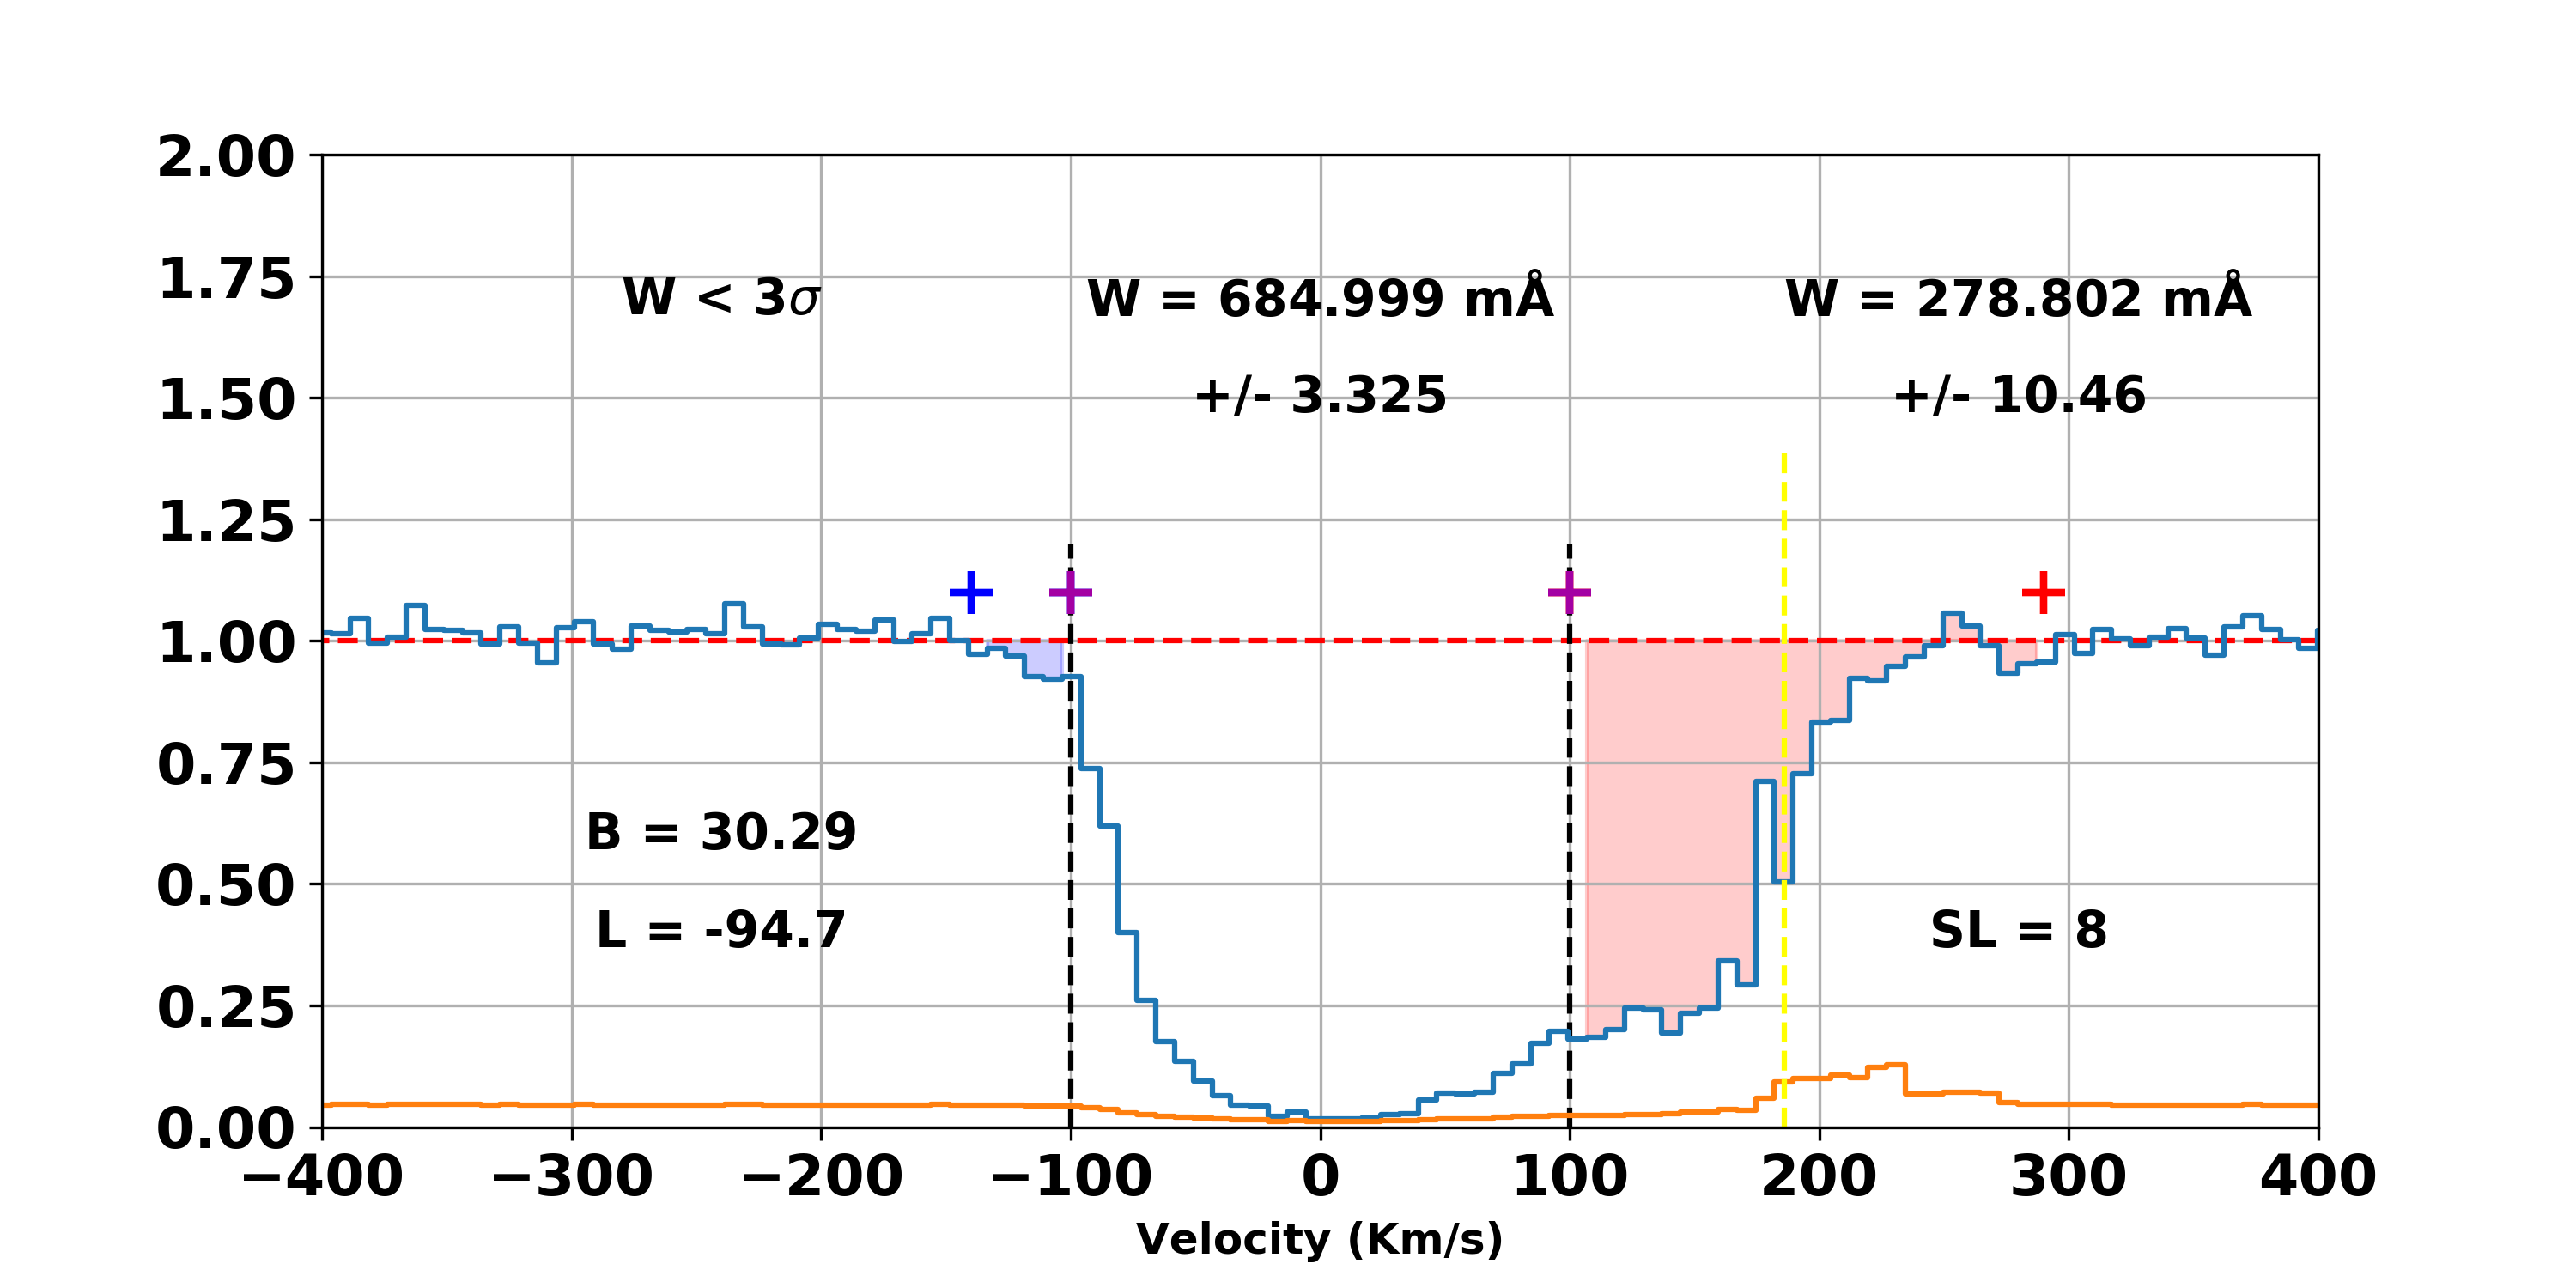 2.00
1.75
1.50
1.25
1.00
0.75
0.50
0.25
0.00
W < 3σ
W = 684.999 mÅ
+/- 3.325
W = 278.802 mÅ
+/- 10.46
B = 30.29
L = -94.7
SL = 8
−400 −300 −200 −100 0 100 200 300 400
Velocity (Km/s)